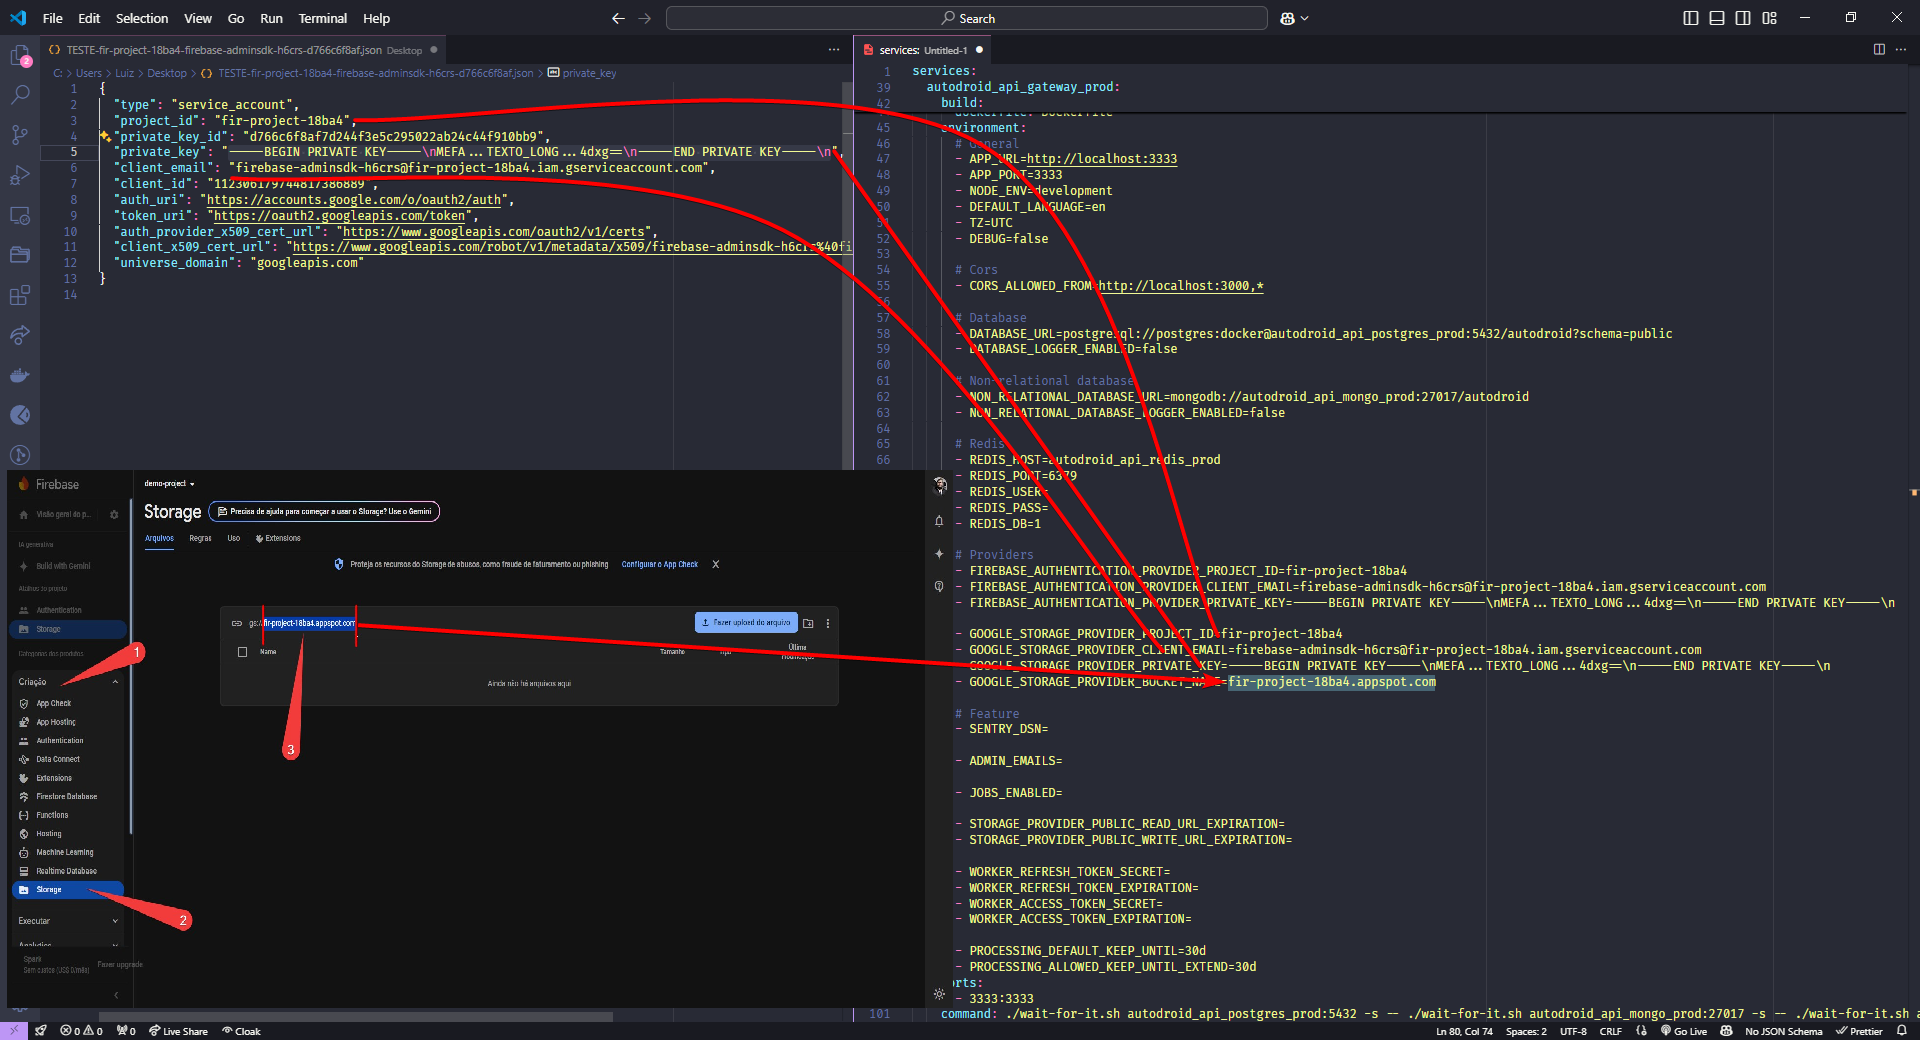 File Edit Selection View Go Run Terminal Help
Search
TESTE-fir-project-18ba4-firebase-adminsdk-h6crs-d766c6f8af.json Desktop
C: > Users > Luiz > Desktop > TESTE-fir-project-18ba4-firebase-adminsdk-h6crs-d766c6f8af.json > private_key
1 {
2 "type": "service_account",
3 "project_id": "fir-project-18ba4",
4 "private_key_id": "d766c6f8af7d244f3e5c295022ab24c44f910bb9",
5 "private_key": "-----BEGIN PRIVATE KEY-----\nMEFA...TEXTO_LONG...4dxg==\n-----END PRIVATE KEY-----\n",
6 "client_email": "firebase-adminsdk-h6crs@fir-project-18ba4.iam.gserviceaccount.com",
7 "client_id": "112306179744817386889",
8 "auth_uri": "https://accounts.google.com/o/oauth2/auth",
9 "token_uri": "https://oauth2.googleapis.com/token",
10 "auth_provider_x509_cert_url": "https://www.googleapis.com/oauth2/v1/certs",
11 "client_x509_cert_url": "https://www.googleapis.com/robot/v1/metadata/x509/firebase-adminsdk-h6crs%40fi
12 "universe_domain": "googleapis.com"
13 }
14
services: Untitled-1
1 services:
39 autodroid_api_gateway_prod:
42 build:
45 environment:
46 # General
47 - APP_URL=http://localhost:3333
48 - APP_PORT=3333
49 - NODE_ENV=development
50 - DEFAULT_LANGUAGE=en
51 - TZ=UTC
52 - DEBUG=false
53
54 # Cors
55 - CORS_ALLOWED_FROM=http://localhost:3000,*
56
57 # Database
58 - DATABASE_URL=postgresql://postgres:docker@autodroid_api_postgres_prod:5432/autodroid?schema=public
59 - DATABASE_LOGGER_ENABLED=false
60
61 # Non-relational database
62 - NON_RELATIONAL_DATABASE_URL=mongodb://autodroid_api_mongo_prod:27017/autodroid
63 - NON_RELATIONAL_DATABASE_LOGGER_ENABLED=false
64
65 # Redis
66 - REDIS_HOST=autodroid_api_redis_prod
- REDIS_PORT=6379
- REDIS_USER=
- REDIS_PASS=
- REDIS_DB=1
# Providers
- FIREBASE_AUTHENTICATION_PROVIDER_PROJECT_ID=fir-project-18ba4
- FIREBASE_AUTHENTICATION_PROVIDER_CLIENT_EMAIL=firebase-adminsdk-h6crs@fir-project-18ba4.iam.gserviceaccount.com
- FIREBASE_AUTHENTICATION_PROVIDER_PRIVATE_KEY=-----BEGIN PRIVATE KEY-----\nMEFA...TEXTO_LONG...4dxg==\n-----END PRIVATE KEY-----\n
- GOOGLE_STORAGE_PROVIDER_PROJECT_ID=fir-project-18ba4
- GOOGLE_STORAGE_PROVIDER_CLIENT_EMAIL=firebase-adminsdk-h6crs@fir-project-18ba4.iam.gserviceaccount.com
- GOOGLE_STORAGE_PROVIDER_PRIVATE_KEY=-----BEGIN PRIVATE KEY-----\nMEFA...TEXTO_LONG...4dxg==\n-----END PRIVATE KEY-----\n
- GOOGLE_STORAGE_PROVIDER_BUCKET_NAME=fir-project-18ba4.appspot.com
# Feature
- SENTRY_DSN=
- ADMIN_EMAILS=
- JOBS_ENABLED=
- STORAGE_PROVIDER_PUBLIC_READ_URL_EXPIRATION=
- STORAGE_PROVIDER_PUBLIC_WRITE_URL_EXPIRATION=
- WORKER_REFRESH_TOKEN_SECRET=
- WORKER_REFRESH_TOKEN_EXPIRATION=
- WORKER_ACCESS_TOKEN_SECRET=
- WORKER_ACCESS_TOKEN_EXPIRATION=
- PROCESSING_DEFAULT_KEEP_UNTIL=30d
- PROCESSING_ALLOWED_KEEP_UNTIL_EXTEND=30d
orts:
- 3333:3333
101 command: ./wait-for-it.sh autodroid_api_postgres_prod:5432 -s -- ./wait-for-it.sh autodroid_api_mongo_prod:27017 -s -- ./wait-for-it.sh a
Firebase
Visão geral do p...
IA generativa
Build with Gemini
Atalhos do projeto
Authentication
Storage
Categorias dos produtos
1
Criação
App Check
App Hosting
Authentication
Data Connect
Extensions
Firestore Database
Functions
Hosting
Machine Learning
Realtime Database
Storage
2
Executar
Analytics
Spark
Sem custos (US$ 0/mês)
Fazer upgrade
demo-project
Storage
Precisa de ajuda para começar a usar o Storage? Use o Gemini
Arquivos Regras Uso Extensions
Proteja os recursos do Storage de abusos, como fraude de faturamento ou phishing Configurar o App Check X
gs://fir-project-18ba4.appspot.com
Fazer upload do arquivo
Name Tamanho Tipo Última modificação
Ainda não há arquivos aqui
3
0 0 0 Live Share Cloak
Ln 80, Col 74 Spaces: 2 UTF-8 CRLF Go Live No JSON Schema Prettier